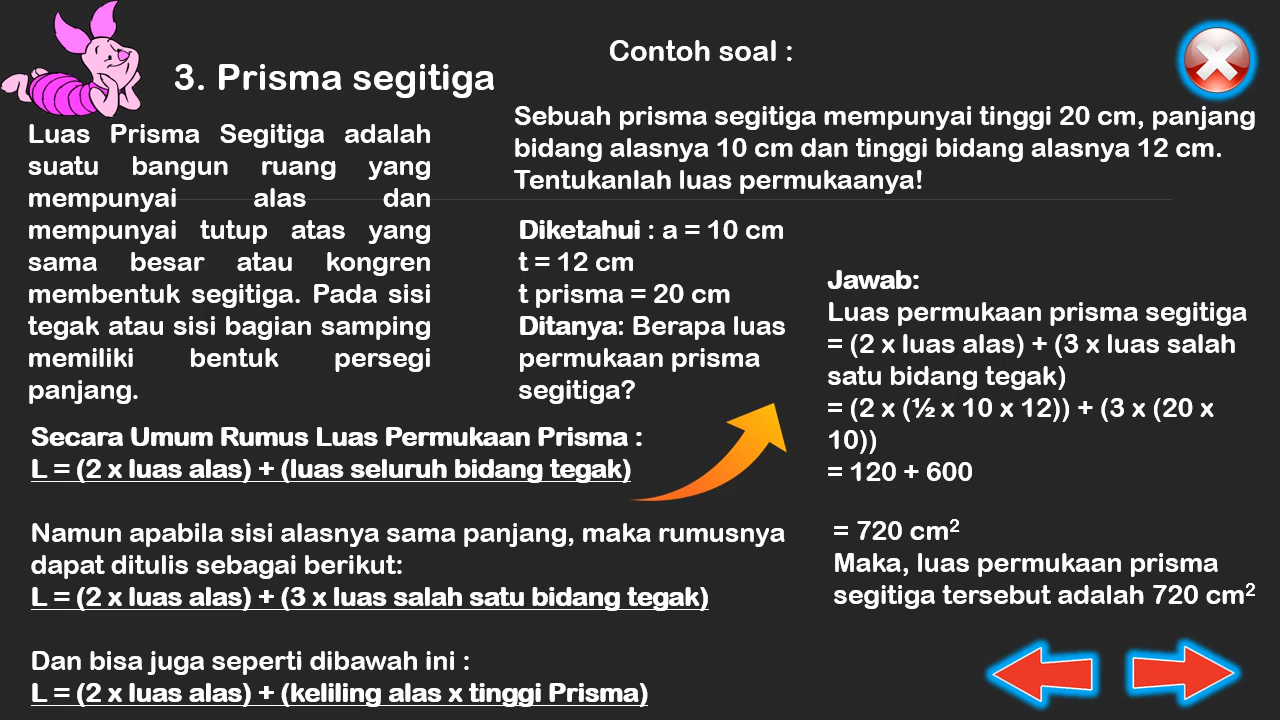 3. Prisma segitiga
Luas Prisma Segitiga adalah
suatu bangun ruang yang
mempunyai alas dan
mempunyai tutup atas yang
sama besar atau kongren
membentuk segitiga. Pada sisi
tegak atau sisi bagian samping
memiliki bentuk persegi
panjang.
Secara Umum Rumus Luas Permukaan Prisma :
L = (2 x luas alas) + (luas seluruh bidang tegak)
Namun apabila sisi alasnya sama panjang, maka rumusnya
dapat ditulis sebagai berikut:
L = (2 x luas alas) + (3 x luas salah satu bidang tegak)
Dan bisa juga seperti dibawah ini :
L = (2 x luas alas) + (keliling alas x tinggi Prisma)
Contoh soal :
Sebuah prisma segitiga mempunyai tinggi 20 cm, panjang
bidang alasnya 10 cm dan tinggi bidang alasnya 12 cm.
Tentukanlah luas permukaanya!
Diketahui : a = 10 cm
t = 12 cm
t prisma = 20 cm
Ditanya: Berapa luas
permukaan prisma
segitiga?
Jawab:
Luas permukaan prisma segitiga
= (2 x luas alas) + (3 x luas salah
satu bidang tegak)
= (2 x (½ x 10 x 12)) + (3 x (20 x
10))
= 120 + 600
= 720 cm²
Maka, luas permukaan prisma
segitiga tersebut adalah 720 cm²